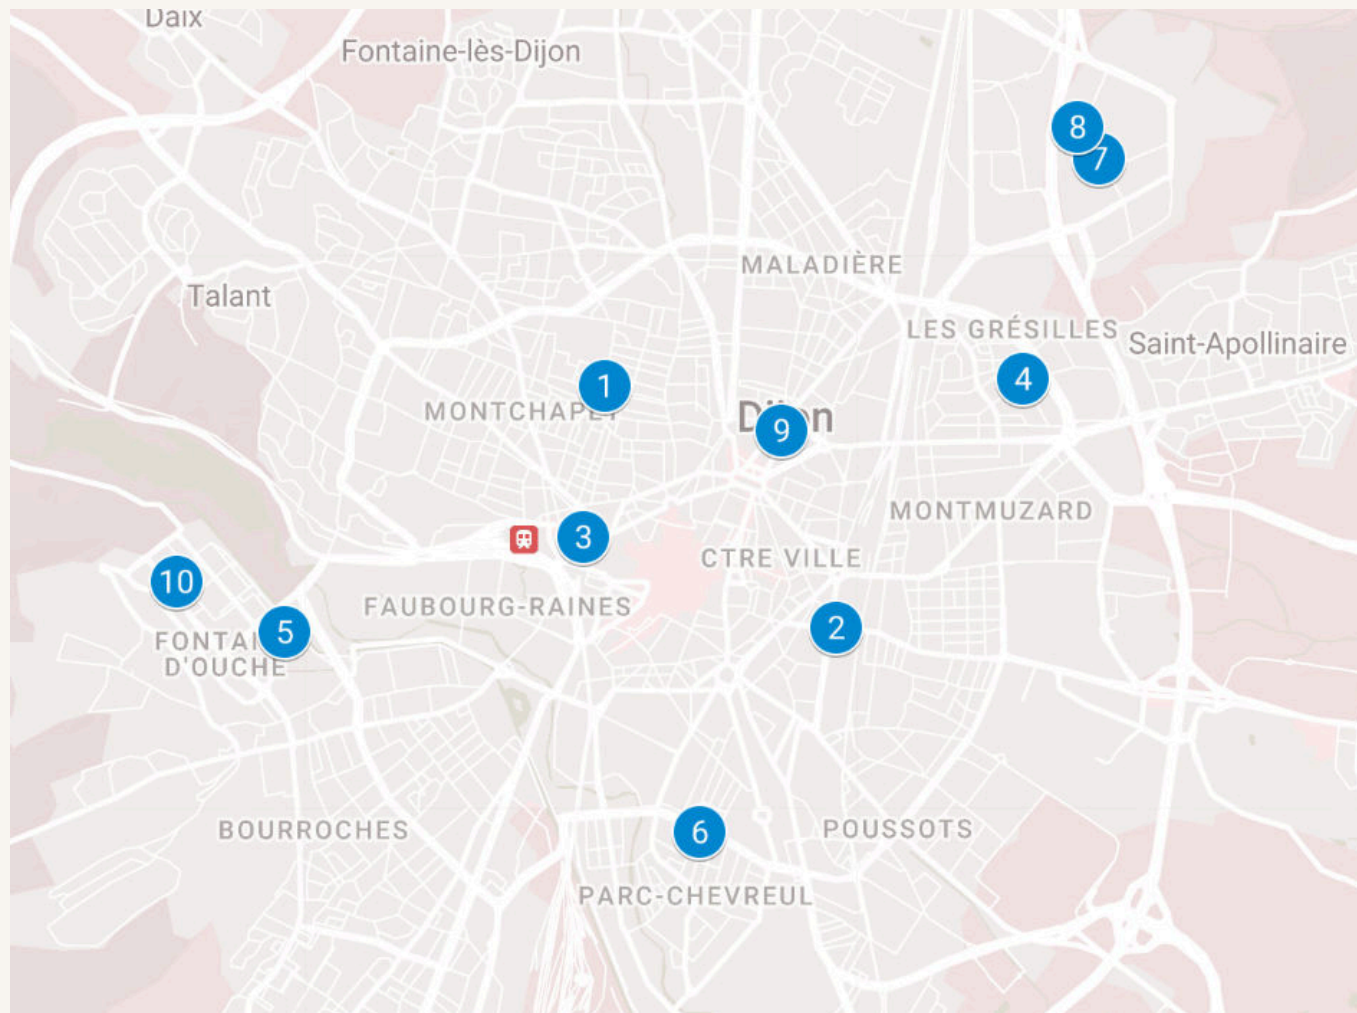 Daix
Fontaine-lès-Dijon
8
7
MALADIÈRE
Talant
LES GRÉSILLES
Saint-Apollinaire
1
4
MONTCHAPET
Dijon
9
MONTMUZARD
3
CTRE VILLE
10
FAUBOURG-RAINES
5
2
FONTAI
D'OUCHE
6
BOURROCHES
POUSSOTS
PARC-CHEVREUL